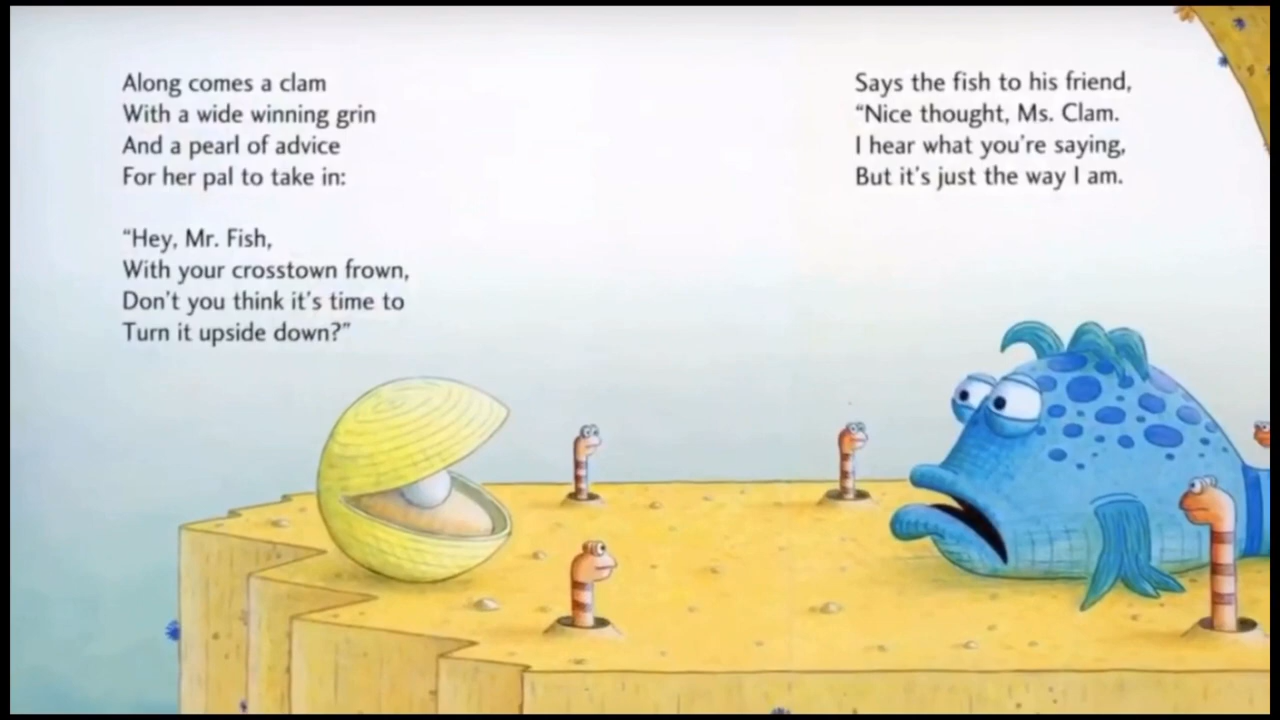 Along comes a clam
With a wide winning grin
And a pearl of advice
For her pal to take in:
“Hey, Mr. Fish,
With your crosstown frown,
Don't you think it's time to
Turn it upside down?”
Says the fish to his friend,
“Nice thought, Ms. Clam.
I hear what you're saying,
But it's just the way I am.